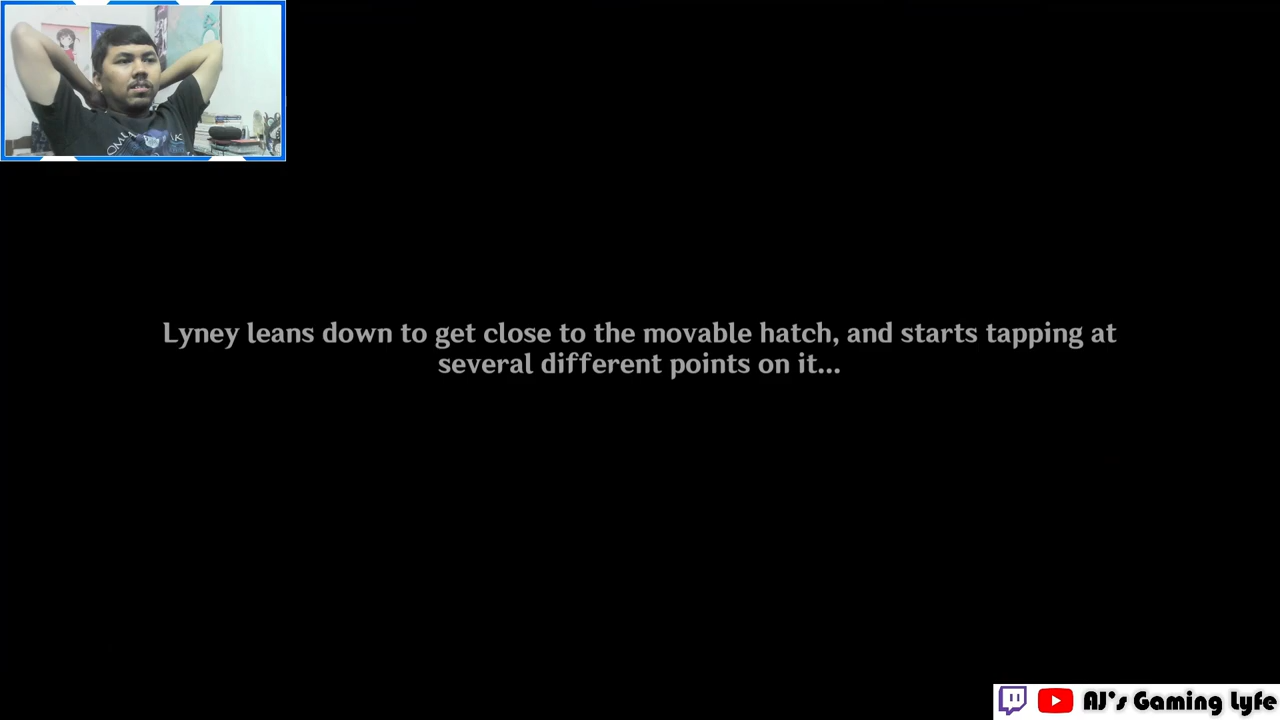 Lyney leans down to get close to the movable hatch, and starts tapping at
several different points on it...
AJ's Gaming Lyfe